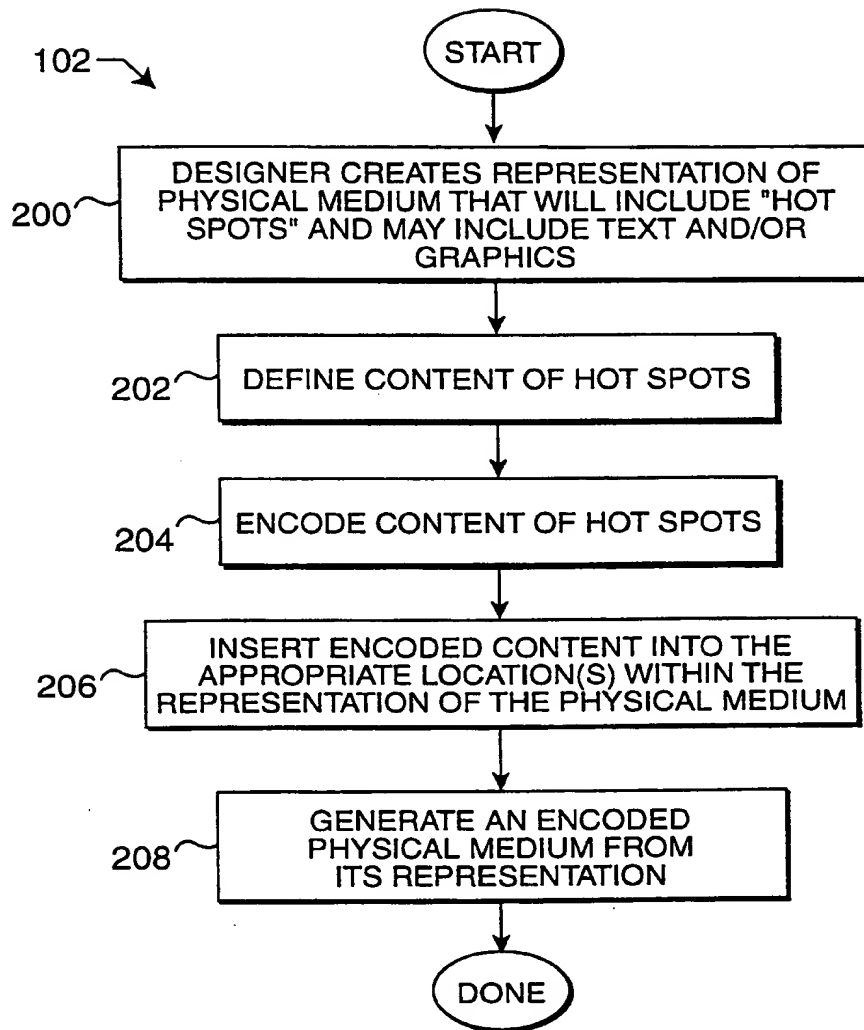 START
102
DESIGNER CREATES REPRESENTATION OF
PHYSICAL MEDIUM THAT WILL INCLUDE "HOT
SPOTS" AND MAY INCLUDE TEXT AND/OR
GRAPHICS
200
DEFINE CONTENT OF HOT SPOTS
202
ENCODE CONTENT OF HOT SPOTS
204
INSERT ENCODED CONTENT INTO THE
APPROPRIATE LOCATION(S) WITHIN THE
REPRESENTATION OF THE PHYSICAL MEDIUM
206
GENERATE AN ENCODED
PHYSICAL MEDIUM FROM
ITS REPRESENTATION
208
DONE